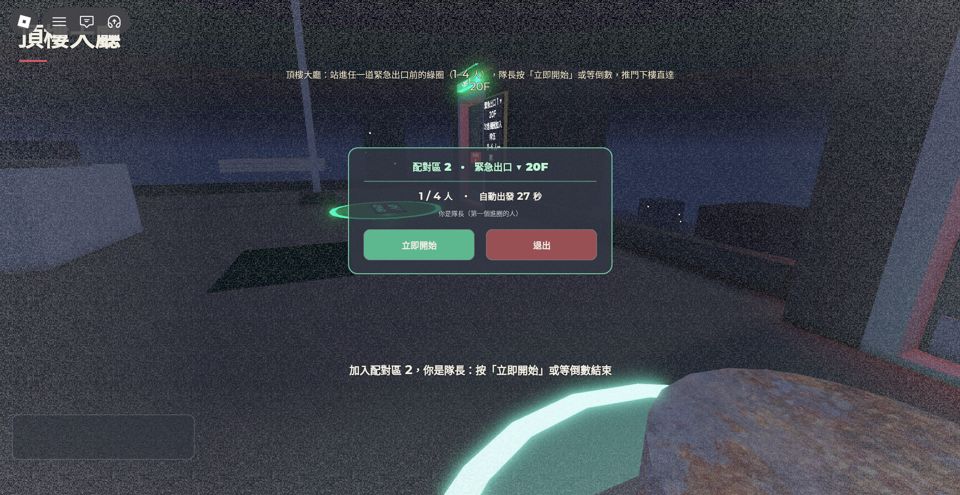 頂樓大廳
頂樓大廳：站進任一道緊急出口前的綠圈（1–4 人），隊長按「立即開始」或等倒數，推門下樓直達
20F
緊急出口
20F
配對區 2 • 緊急出口 ▼ 20F
1 / 4 人 • 自動出發 27 秒
你是隊長（第一個進圈的人）
立即開始
退出
加入配對區 2，你是隊長：按「立即開始」或等倒數結束